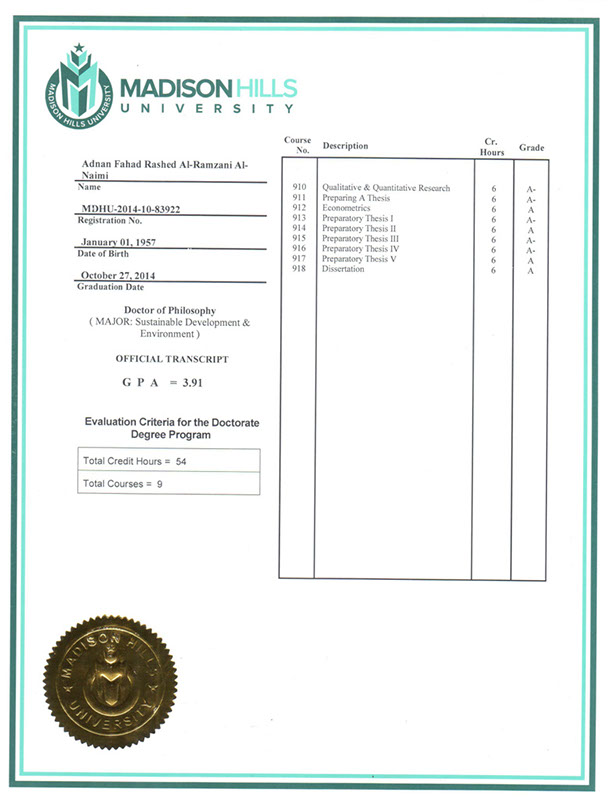 MADISON HILLS UNIVERSITY
MADISONHILLS
UNIVERSITY
Adnan Fahad Rashed Al-Ramzani Al-
Naimi
Name
MDHU-2014-10-83922
Registration No.
January 01, 1957
Date of Birth
October 27, 2014
Graduation Date
Doctor of Philosophy
( MAJOR: Sustainable Development &
Environment )
OFFICIAL TRANSCRIPT
G P A = 3.91
Evaluation Criteria for the Doctorate
Degree Program
Total Credit Hours = 54
Total Courses = 9
Course No. Description Cr. Hours Grade
910 Qualitative & Quantitative Research 6 A-
911 Preparing A Thesis 6 A-
912 Econometrics 6 A
913 Preparatory Thesis I 6 A-
914 Preparatory Thesis II 6 A
915 Preparatory Thesis III 6 A-
916 Preparatory Thesis IV 6 A-
917 Preparatory Thesis V 6 A
918 Dissertation 6 A
MADISON HILLS
UNIVERSITY